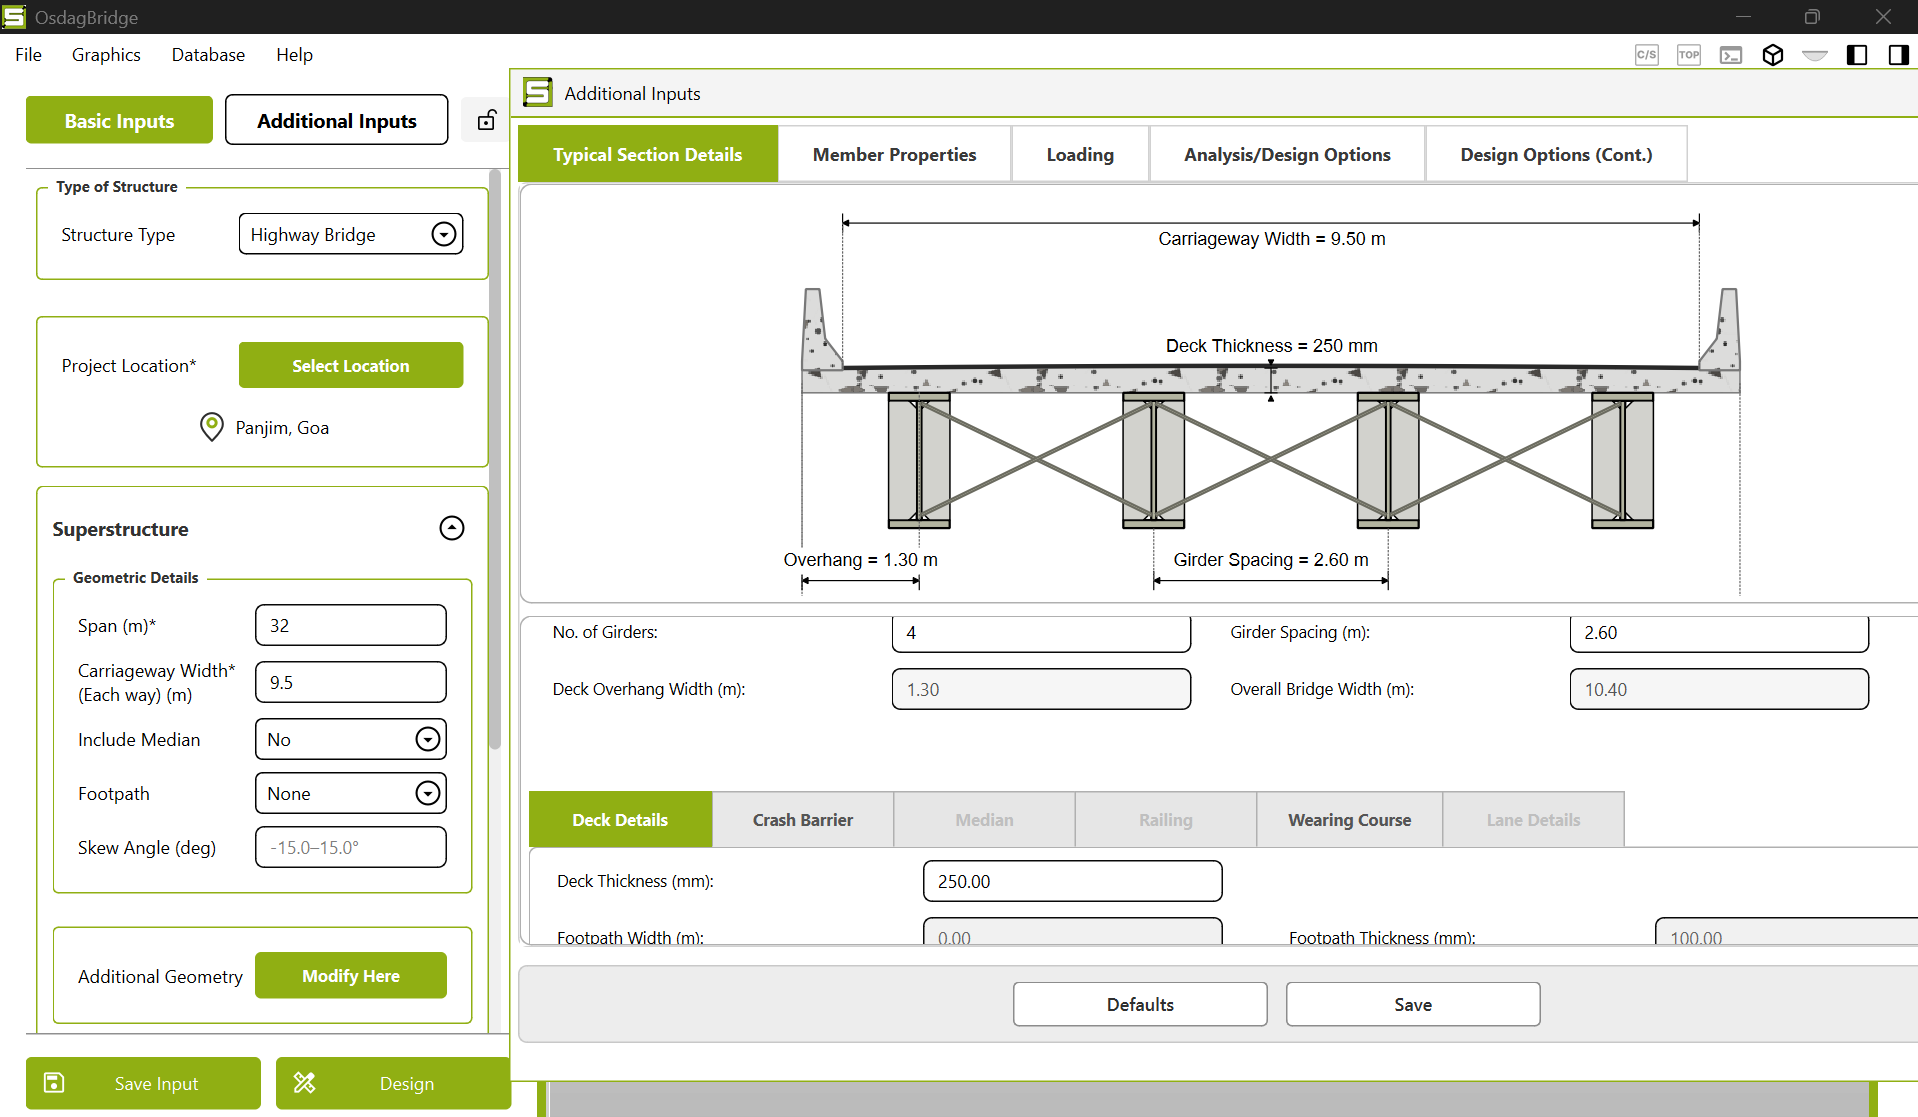 OsdagBridge
File Graphics Database Help
C/S TOP
Basic Inputs Additional Inputs
Additional Inputs
Typical Section Details Member Properties Loading Analysis/Design Options Design Options (Cont.)
Type of Structure
Structure Type Highway Bridge
Project Location* Select Location
Panjim, Goa
Superstructure
Geometric Details
Span (m)* 32
Carriageway Width*
(Each way) (m) 9.5
Include Median No
Footpath None
Skew Angle (deg) -15.0–15.0°
Additional Geometry Modify Here
Save Input Design
Carriageway Width = 9.50 m
Deck Thickness = 250 mm
Overhang = 1.30 m Girder Spacing = 2.60 m
No. of Girders: 4 Girder Spacing (m): 2.60
Deck Overhang Width (m): 1.30 Overall Bridge Width (m): 10.40
Deck Details Crash Barrier Median Railing Wearing Course Lane Details
Deck Thickness (mm): 250.00
Footpath Width (m): 0.00 Footpath Thickness (mm): 100.00
Defaults Save